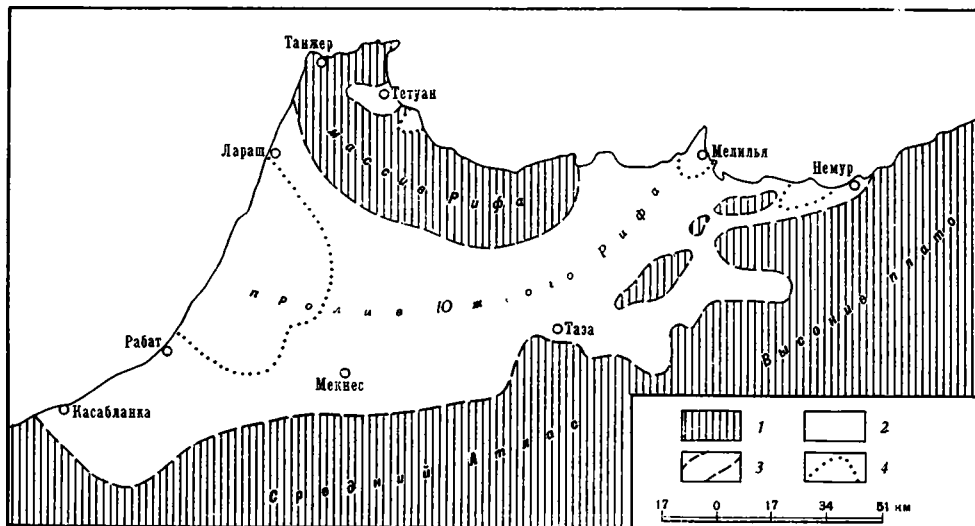 Танжер
Тетуан
Лараш
массив Рифа
Мелилья
Немур
Рифа
пролив Южного
Высокие плато
Рабат
Таза
Мекнес
Касабланка
Средний Атлас
1 2
3 4
17 0 17 34 51 км